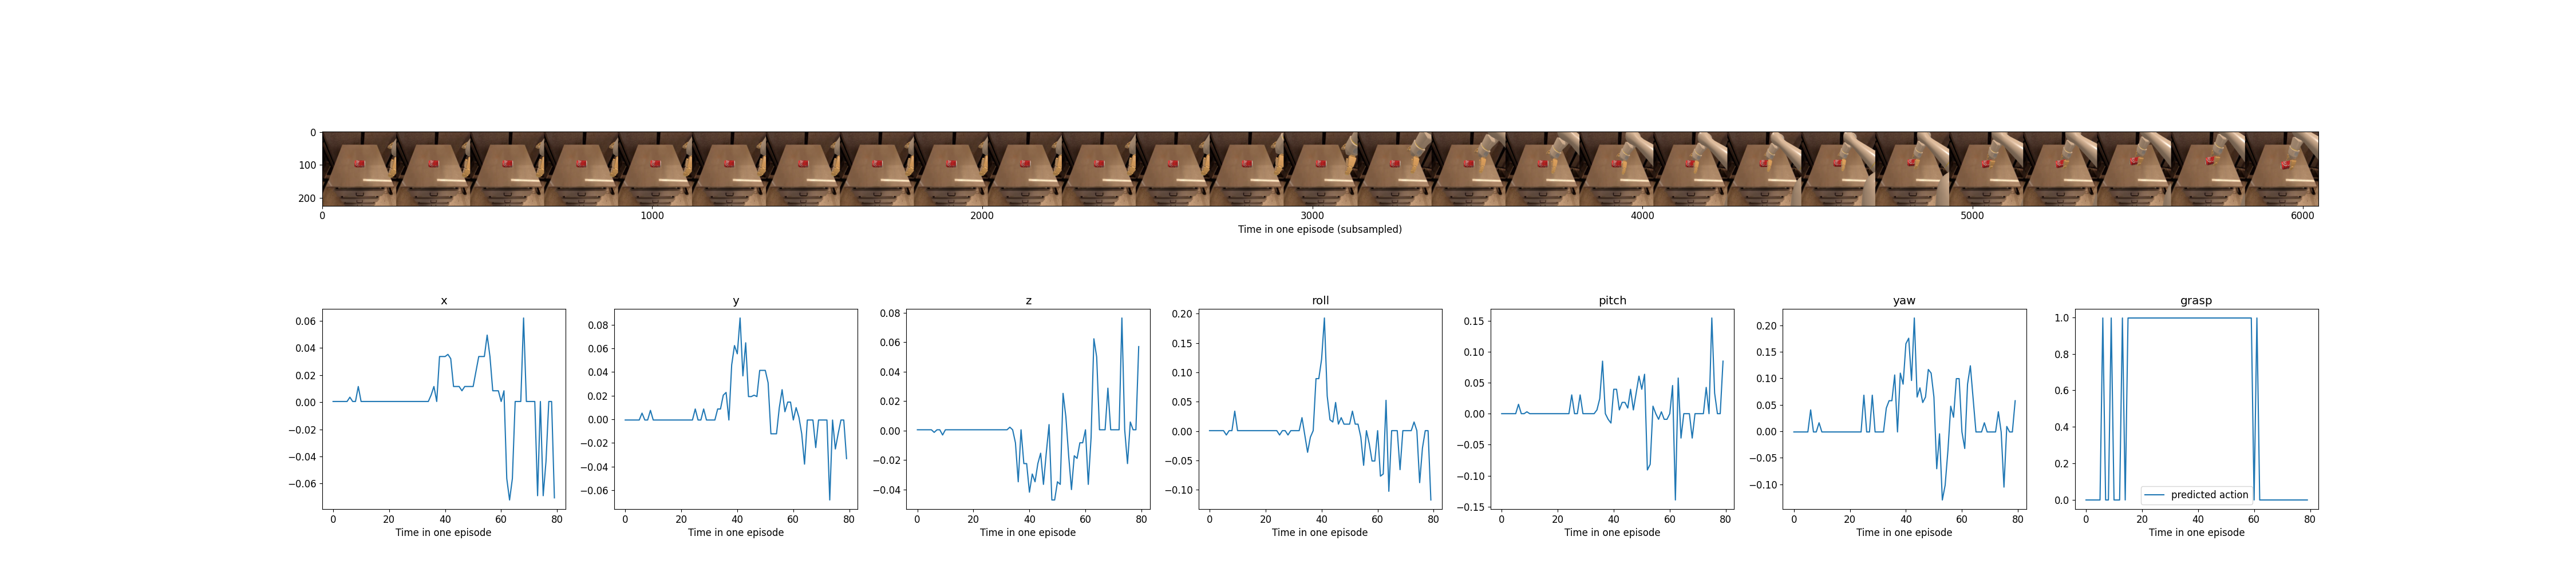 0
100
200
0 1000 2000 3000 4000 5000 6000
Time in one episode (subsampled)
x
0.06
0.04
0.02
0.00
−0.02
−0.04
−0.06
0 20 40 60 80
Time in one episode
y
0.08
0.06
0.04
0.02
0.00
−0.02
−0.04
−0.06
0 20 40 60 80
Time in one episode
z
0.08
0.06
0.04
0.02
0.00
−0.02
−0.04
0 20 40 60 80
Time in one episode
roll
0.20
0.15
0.10
0.05
0.00
−0.05
−0.10
0 20 40 60 80
Time in one episode
pitch
0.15
0.10
0.05
0.00
−0.05
−0.10
−0.15
0 20 40 60 80
Time in one episode
yaw
0.20
0.15
0.10
0.05
0.00
−0.05
−0.10
0 20 40 60 80
Time in one episode
grasp
1.0
0.8
0.6
0.4
0.2
0.0
predicted action
0 20 40 60 80
Time in one episode